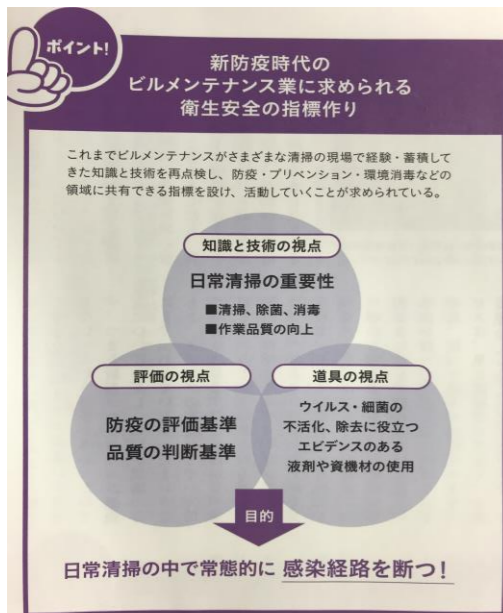 ポイント!
新防疫時代の
ビルメンテナンス業に求められる
衛生安全の指標作り
これまでビルメンテナンスがさまざまな清掃の現場で経験・蓄積して
きた知識と技術を再点検し、防疫・プリベンション・環境消毒などの
領域に共有できる指標を設け、活動していくことが求められている。
知識と技術の視点
日常清掃の重要性
■清掃、除菌、消毒
■作業品質の向上
評価の視点
防疫の評価基準
品質の判断基準
道具の視点
ウイルス・細菌の
不活化、除去に役立つ
エビデンスのある
液剤や資機材の使用
目的
日常清掃の中で常態的に 感染経路を断つ!